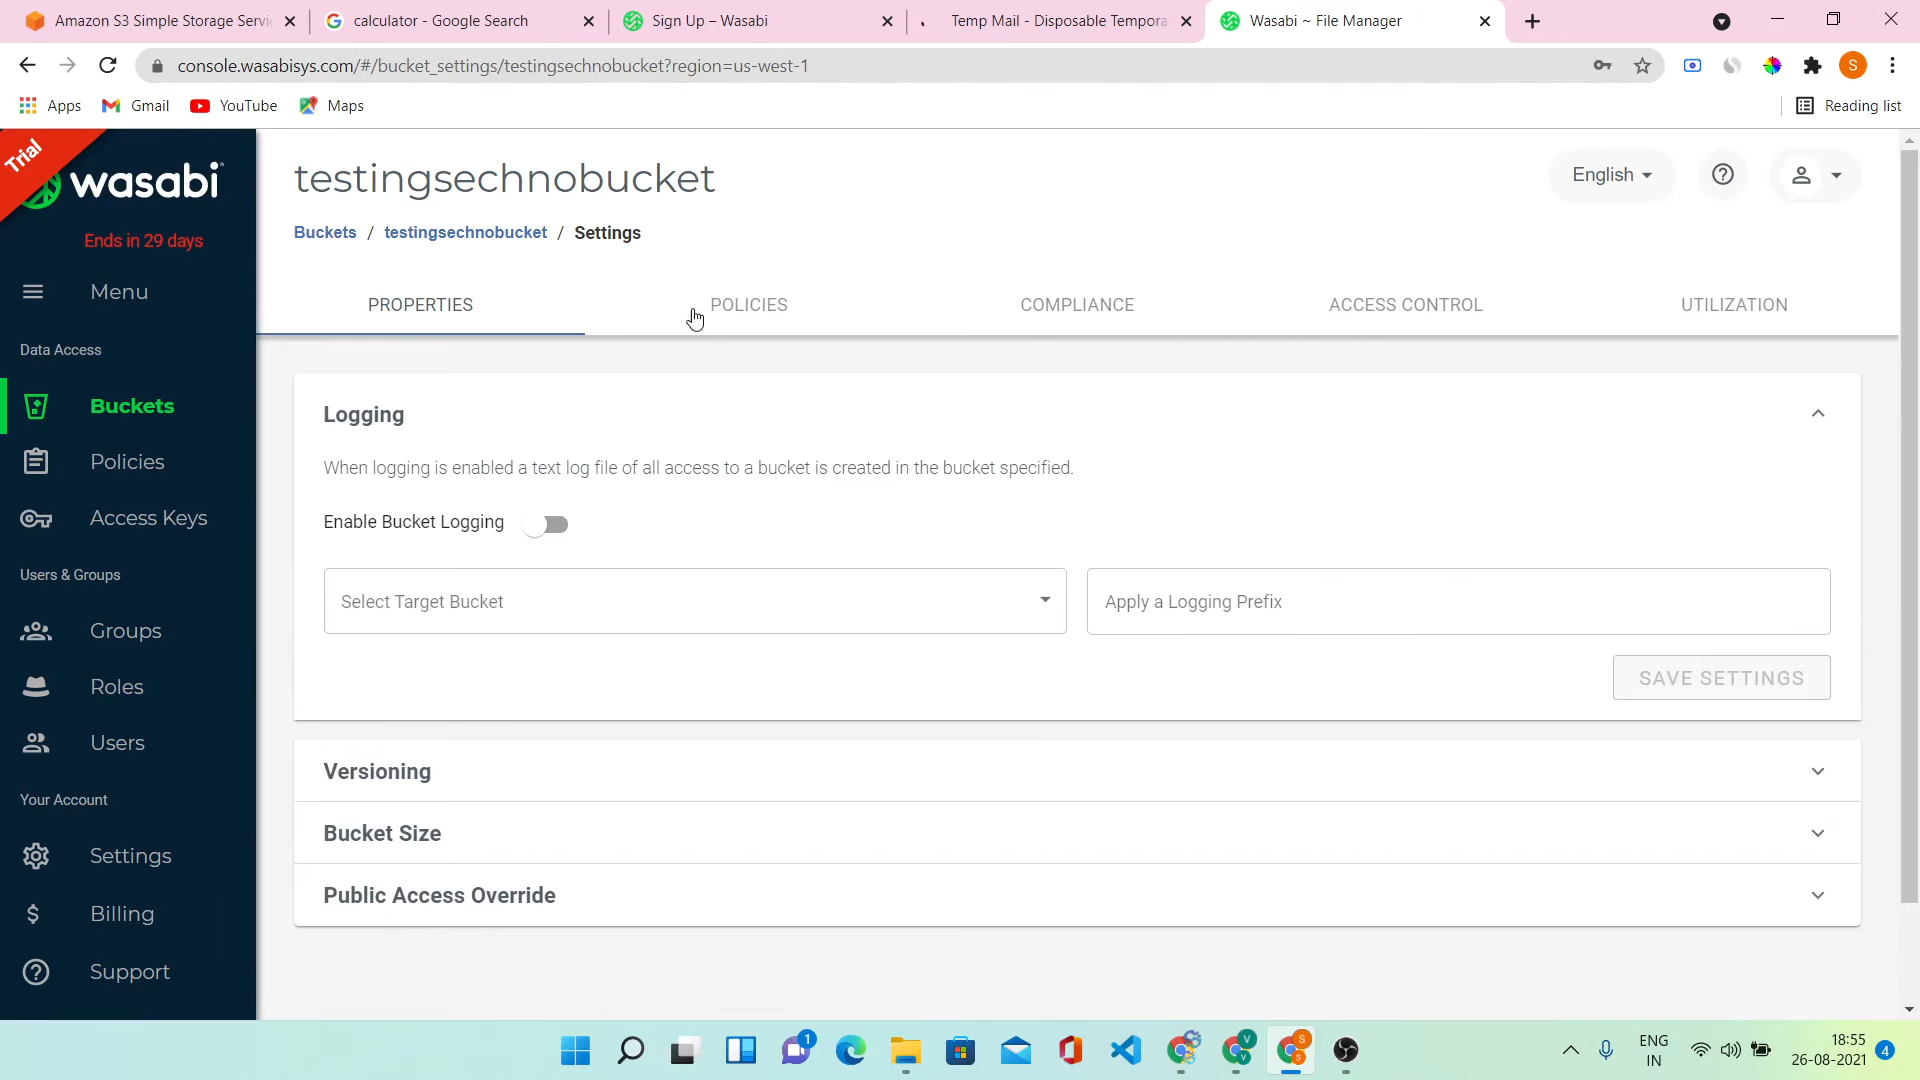 Amazon S3 Simple Storage Servi
calculator - Google Search
Sign Up – Wasabi
Temp Mail - Disposable Tempora
Wasabi ~ File Manager
console.wasabisys.com/#/bucket_settings/testingsechnobucket?region=us-west-1
S
Apps
Gmail
YouTube
Maps
Reading list
Trial
wasabi
Ends in 29 days
Menu
Data Access
Buckets
Policies
Access Keys
Users & Groups
Groups
Roles
Users
Your Account
Settings
Billing
Support
testingsechnobucket
English
Buckets / testingsechnobucket / Settings
PROPERTIES
POLICIES
COMPLIANCE
ACCESS CONTROL
UTILIZATION
Logging
When logging is enabled a text log file of all access to a bucket is created in the bucket specified.
Enable Bucket Logging
Select Target Bucket
Apply a Logging Prefix
SAVE SETTINGS
Versioning
Bucket Size
Public Access Override
1
V
V
S
S
ENG
IN
18:55
26-08-2021
4